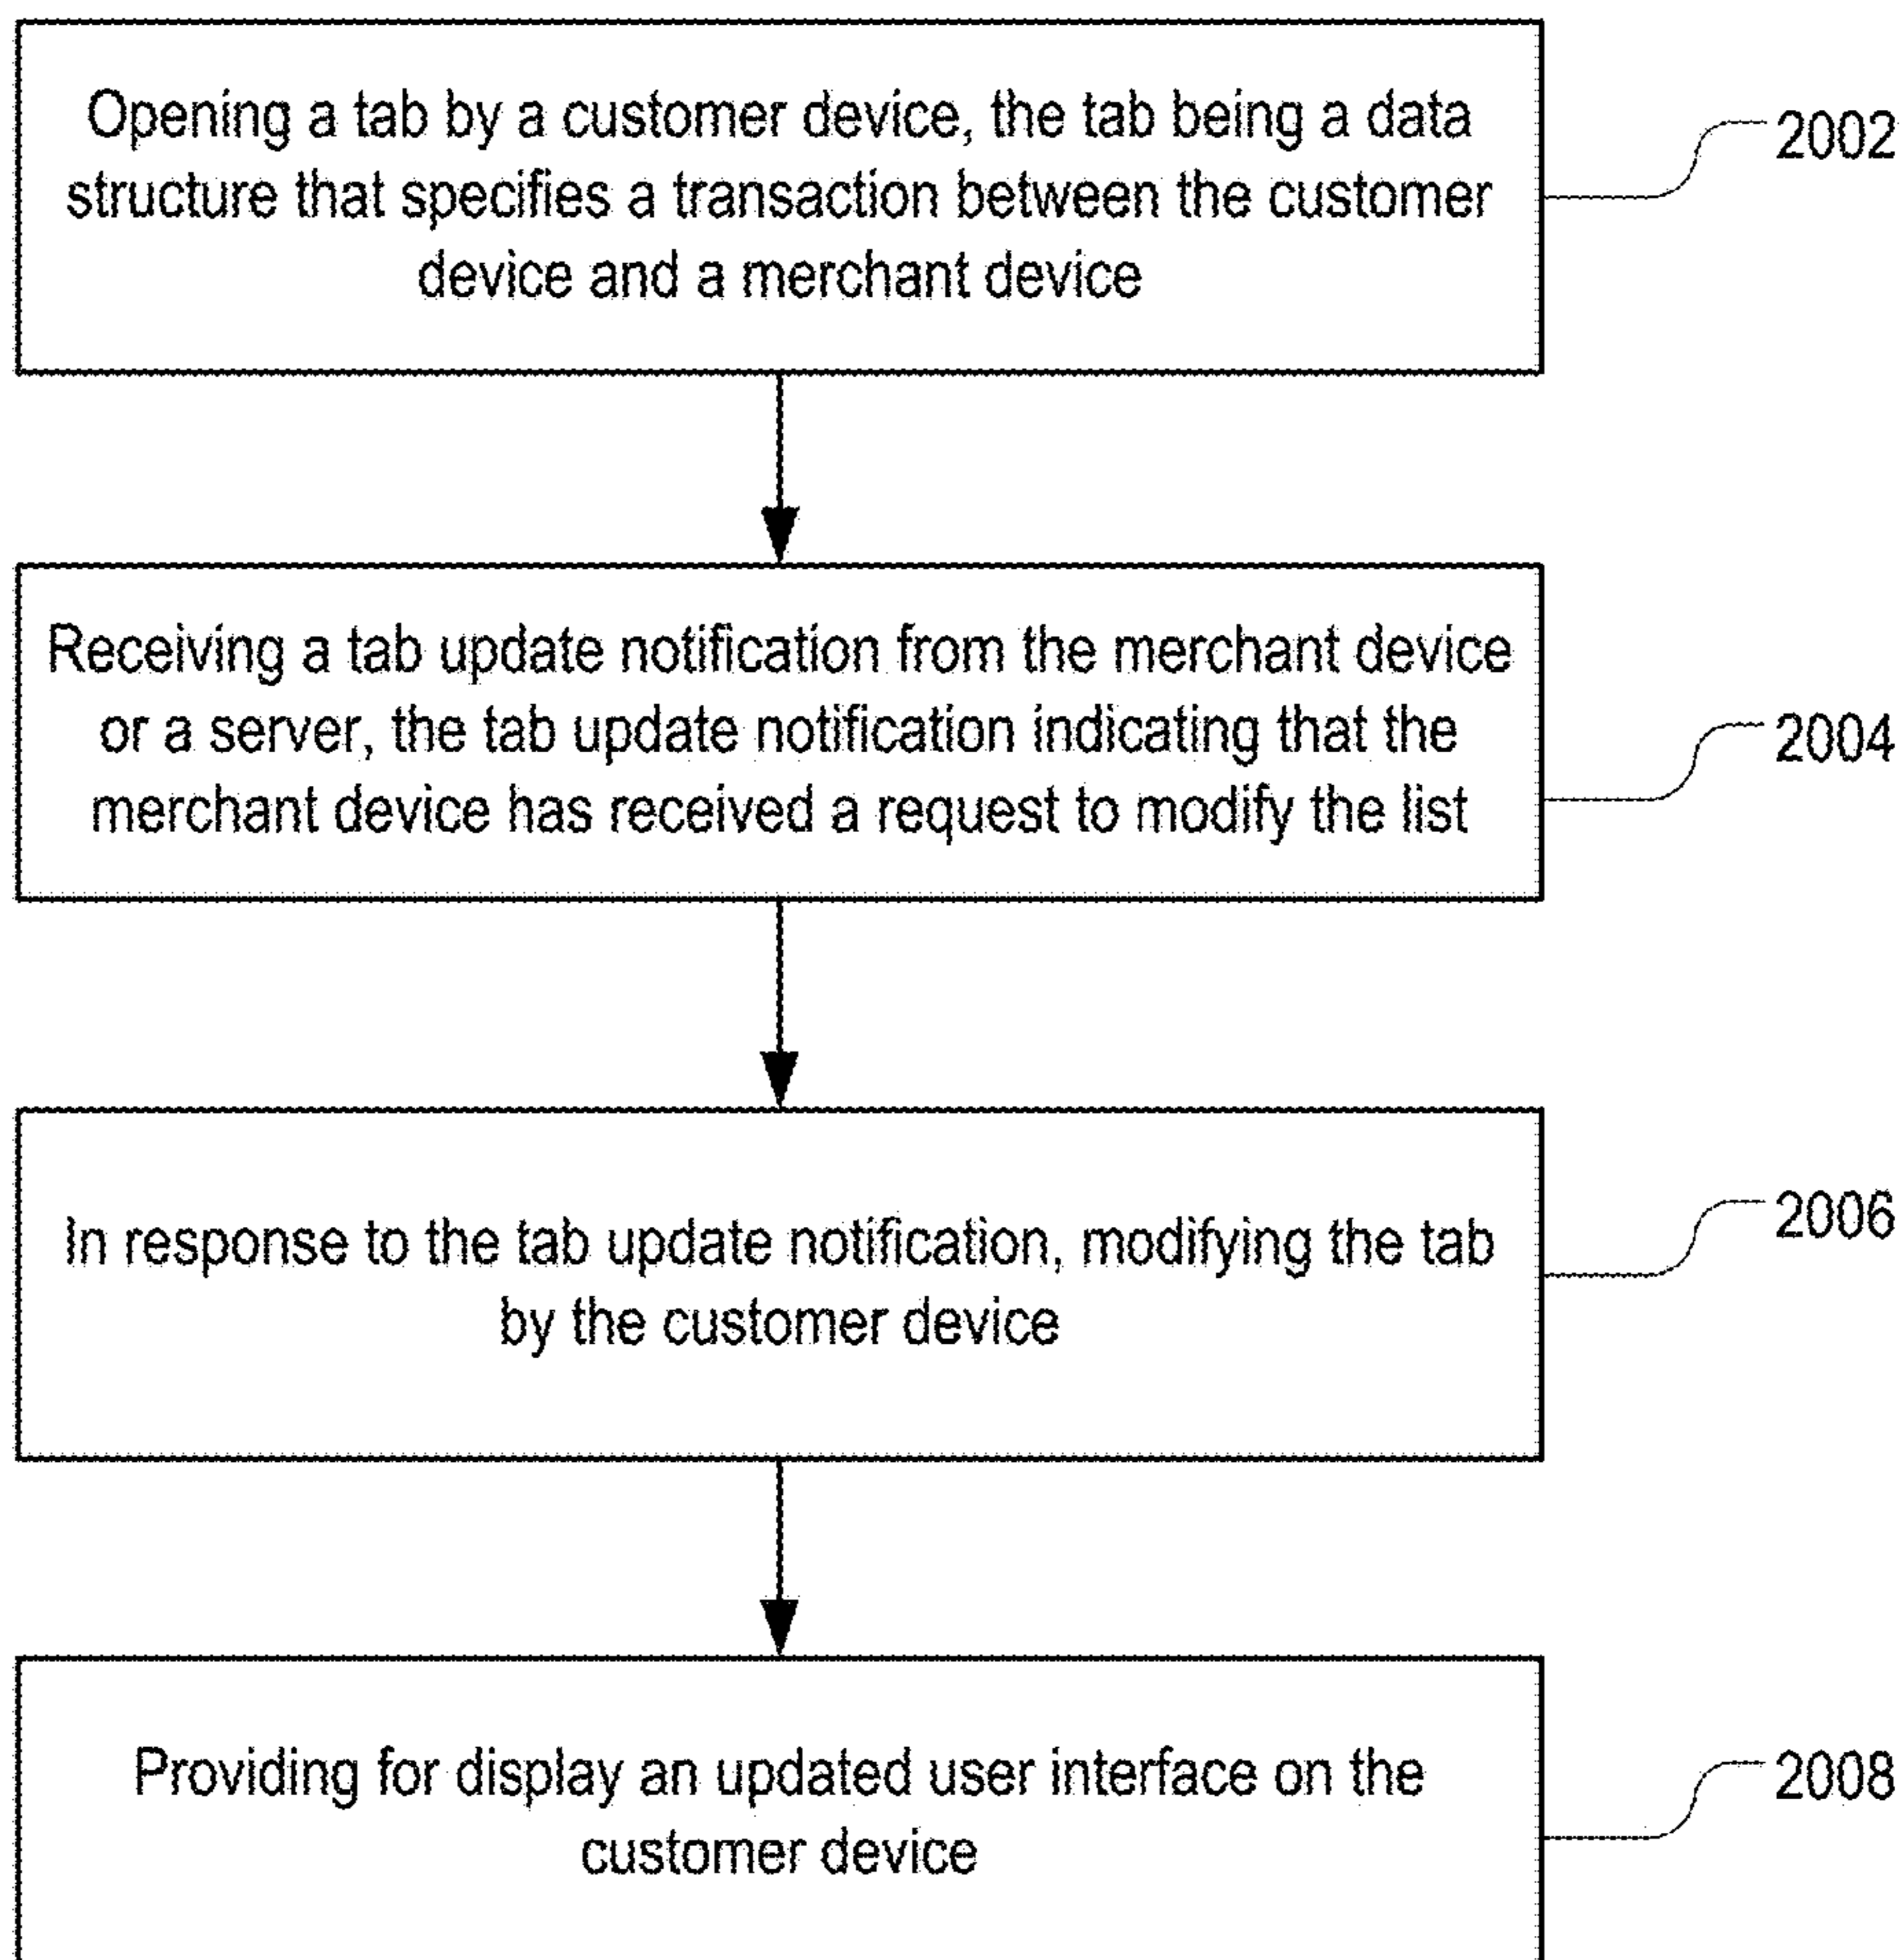 Opening a tab by a customer device, the tab being a data
structure that specifies a transaction between the customer
device and a merchant device
2002
Receiving a tab update notification from the merchant device
or a server, the tab update notification indicating that the
merchant device has received a request to modify the list
2004
In response to the tab update notification, modifying the tab
by the customer device
2006
Providing for display an updated user interface on the
customer device
2008